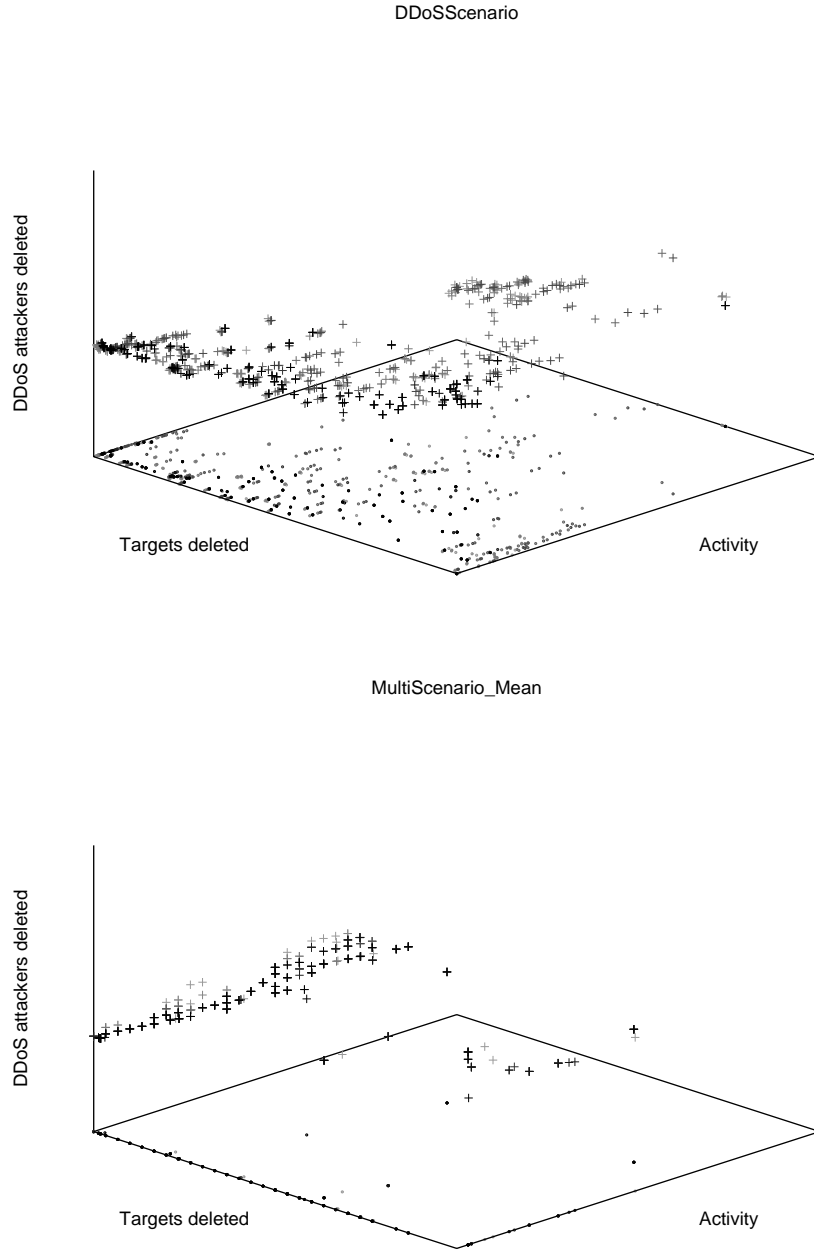 DDoSScenario
DDoS attackers deleted
Targets deleted
Activity
MultiScenario_Mean
DDoS attackers deleted
Targets deleted
Activity